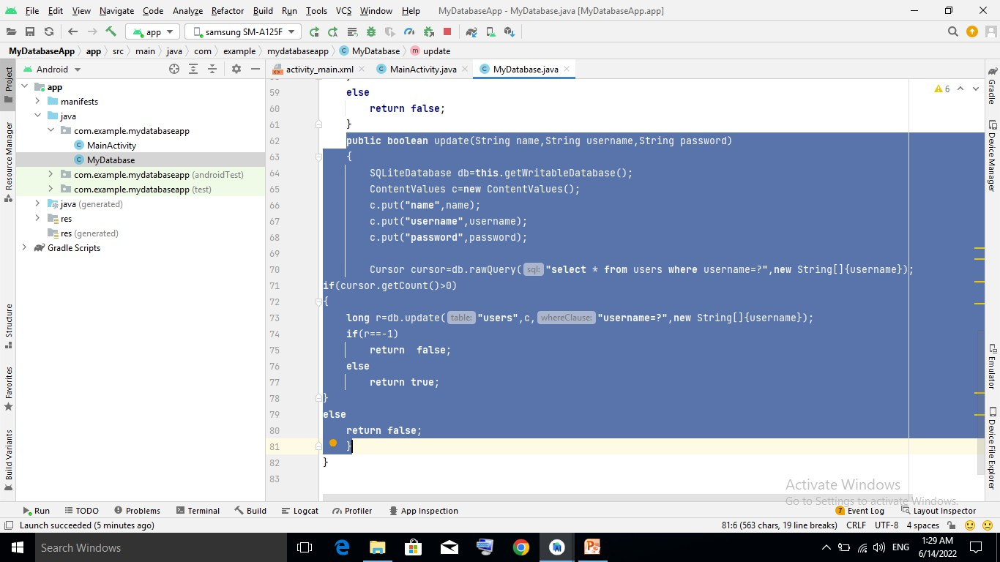 File Edit View Navigate Code Analyze Refactor Build Run Tools VCS Window Help MyDatabaseApp - MyDatabase.java [MyDatabaseApp.app]
app samsung SM-A125F
MyDatabaseApp app src main java com example mydatabaseapp MyDatabase update
Android
activity_main.xml MainActivity.java MyDatabase.java
Project
Resource Manager
Structure
Favorites
Build Variants
app
manifests
java
com.example.mydatabaseapp
MainActivity
MyDatabase
com.example.mydatabaseapp (androidTest)
com.example.mydatabaseapp (test)
java (generated)
res
res (generated)
Gradle Scripts
6
59 else
60 return false;
61 }
62 public boolean update(String name,String username,String password)
63 {
64 SQLiteDatabase db=this.getWritableDatabase();
65 ContentValues c=new ContentValues();
66 c.put("name",name);
67 c.put("username",username);
68 c.put("password",password);
69
70 Cursor cursor=db.rawQuery( sql: "select * from users where username=?",new String[]{username});
71 if(cursor.getCount()>0)
72 {
73 long r=db.update( table: "users",c, whereClause: "username=?",new String[]{username});
74 if(r==-1)
75 return  false;
76 else
77 return true;
78 }
79 else
80 return false;
81 }
82 }
83
Gradle
Device Manager
Emulator
Device File Explorer
Activate Windows
Go to Settings to activate Windows.
Run TODO Problems Terminal Build Logcat Profiler App Inspection 7 Event Log Layout Inspector
Launch succeeded (5 minutes ago) 81:6 (563 chars, 19 line breaks) CRLF UTF-8 4 spaces
Search Windows
ENG
1:29 AM
6/14/2022